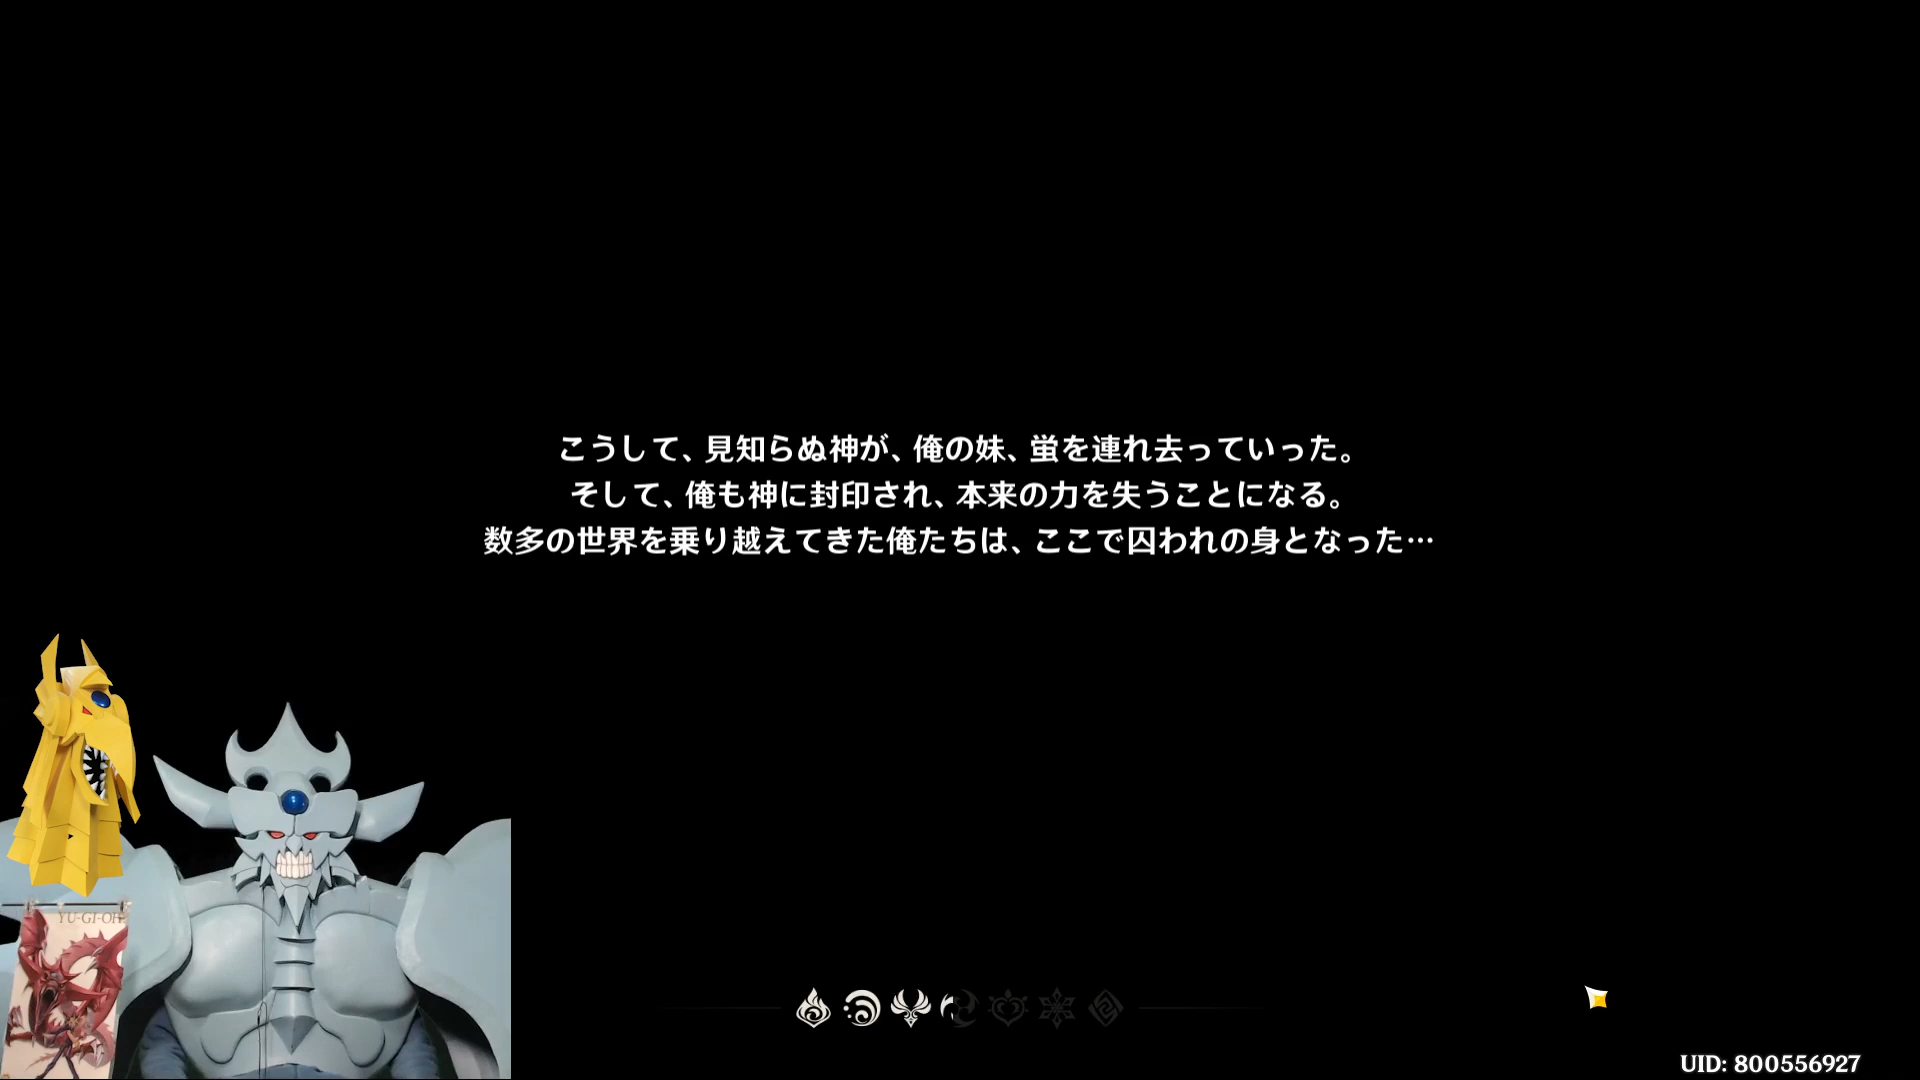 こうして、見知らぬ神が、俺の妹、蛍を連れ去っていった。
そして、俺も神に封印され、本来の力を失うことになる。
数多の世界を乗り越えてきた俺たちは、ここで囚われの身となった…
YU-GI-OH
UID: 800556927